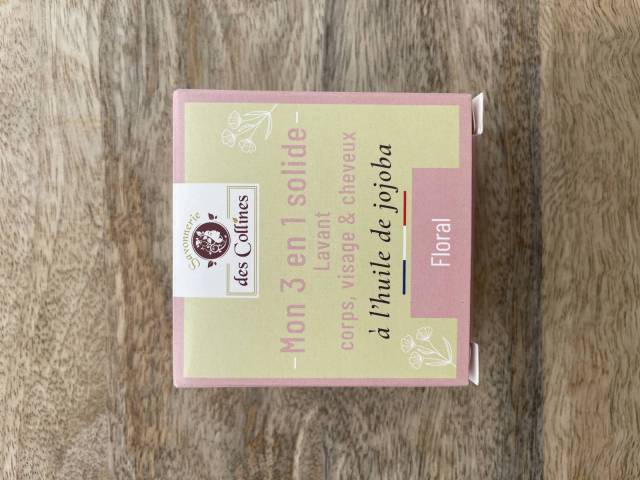 Savonnerie
des Collines
Mon 3 en 1 solide
Lavant
corps, visage & cheveux
à l'huile de jojoba
Floral